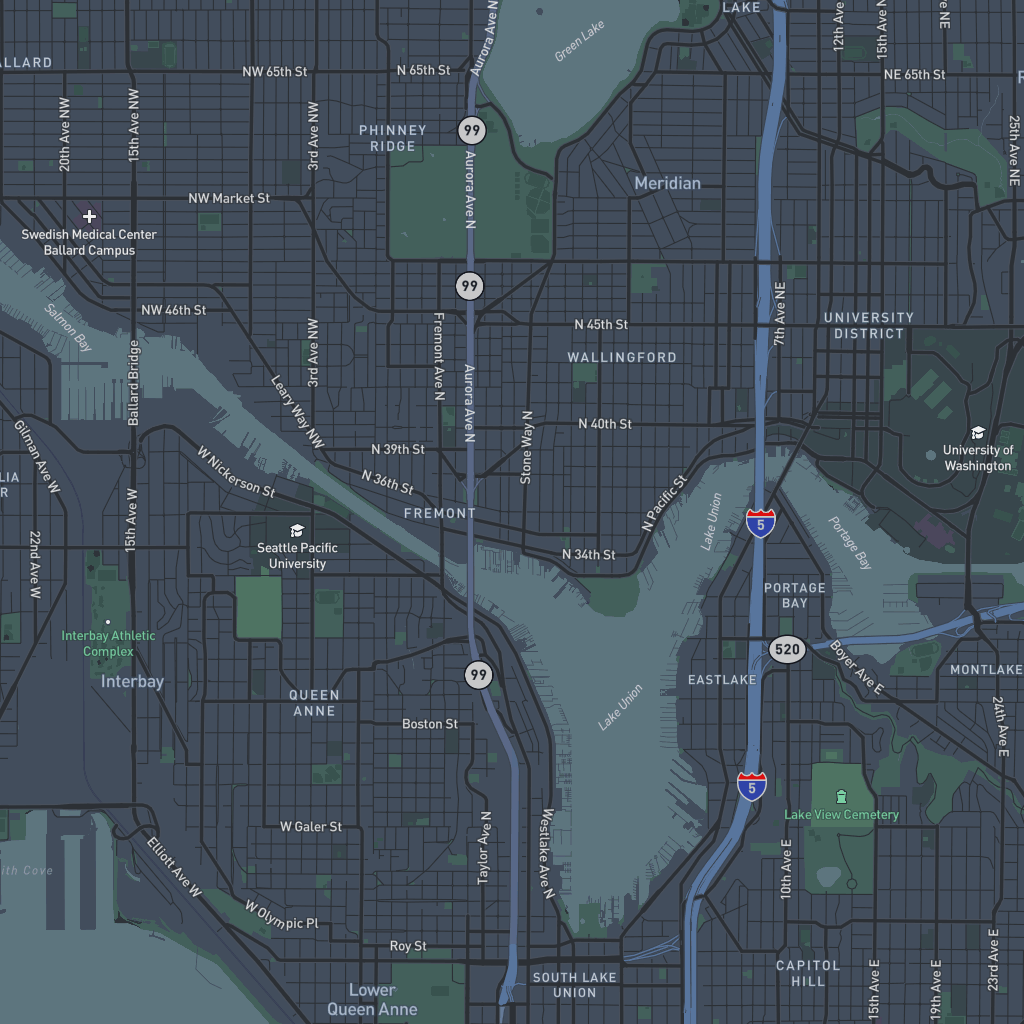 LAKE
Aurora Ave N
Green Lake
12th Ave
15th Ave N
NE
ALLARD
NW 65th St
N 65th St
NE 65th St
20th Ave NW
15th Ave NW
3rd Ave NW
PHINNEY
RIDGE
99
Aurora Ave N
25th Ave NE
Meridian
NW Market St
Swedish Medical Center
Ballard Campus
99
7th Ave NE
Salmon Bay
NW 46th St
3rd Ave NW
Fremont Ave N
N 45th St
UNIVERSITY
DISTRICT
WALLINGFORD
Ballard Bridge
Leary Way NW
Aurora Ave N
Stone Way N
N 40th St
Gilman Ave W
W Nickerson St
N 39th St
N 36th St
University of
Washington
LIA
R
15th Ave W
FREMONT
N Pacific St
Lake Union
5
Portage Bay
22nd Ave W
Seattle Pacific
University
N 34th St
PORTAGE
BAY
Interbay Athletic
Complex
520
Boyer Ave E
MONTLAKE
Interbay
99
QUEEN
ANNE
EASTLAKE
Lake Union
24th Ave E
Boston St
5
Lake View Cemetery
W Galer St
Taylor Ave N
Westlake Ave N
10th Ave E
Elliott Ave W
ith Cove
W Olympic Pl
Roy St
SOUTH LAKE
UNION
CAPITOL
HILL
15th Ave E
19th Ave E
23rd Ave E
Lower
Queen Anne